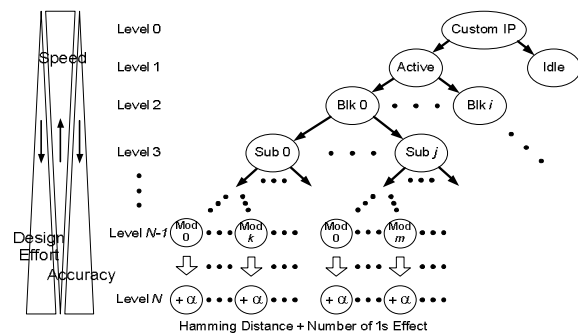 Level 0 Custom IP
Speed
Level 1 Active Idle
Level 2 Blk 0 Blk i
Level 3 Sub 0 Sub j
Level N-1 Mod 0 Mod k Mod 0 Mod m
Design
Effort
Accuracy
Level N + α + α + α + α
Hamming Distance + Number of 1s Effect